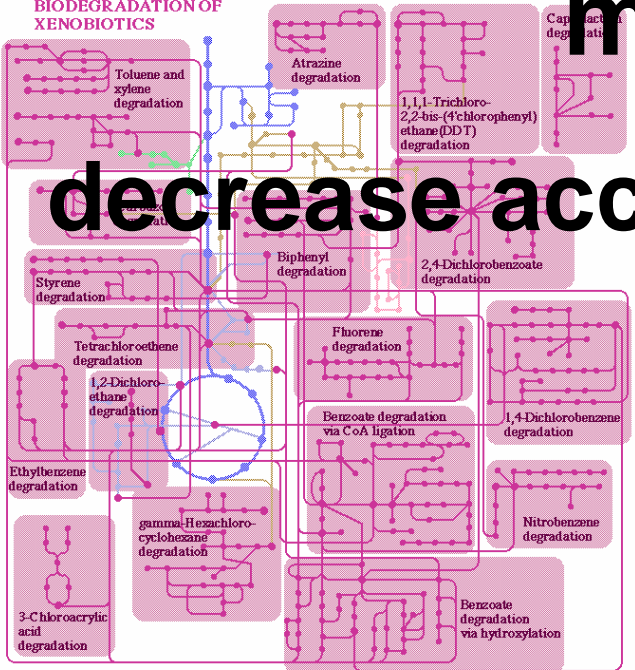 BIODEGRADATION OF
XENOBIOTICS
m
Toluene and
xylene
degradation
Atrazine
degradation
1,1,1-Trichloro-
2,2-bis-(4'chlorophenyl)
ethane(DDT)
degradation
decrease acc
Biphenyl
degradation
2,4-Dichlorobenzoate
degradation
Styrene
degradation
Tetrachloroethene
degradation
Fluorene
degradation
1,2-Dichloro-
ethane
degradation
Benzoate degradation
via CoA ligation
1,4-Dichlorobenzene
degradation
Ethylbenzene
degradation
gamma-Hexachloro-
cyclohexane
degradation
Nitrobenzene
degradation
3-Chloroacrylic
acid
degradation
Benzoate
degradation
via hydroxylation